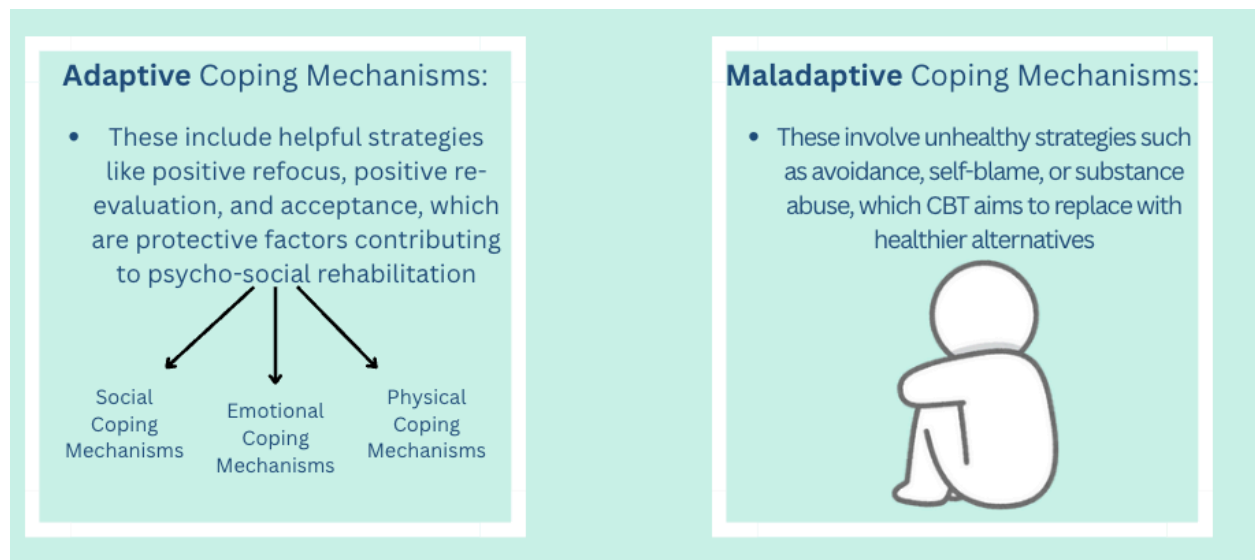 Adaptive Coping Mechanisms:
• These include helpful strategies
like positive refocus, positive re-
evaluation, and acceptance, which
are protective factors contributing
to psycho-social rehabilitation
Social
Coping
Mechanisms
Emotional
Coping
Mechanisms
Physical
Coping
Mechanisms
Maladaptive Coping Mechanisms:
• These involve unhealthy strategies such
as avoidance, self-blame, or substance
abuse, which CBT aims to replace with
healthier alternatives